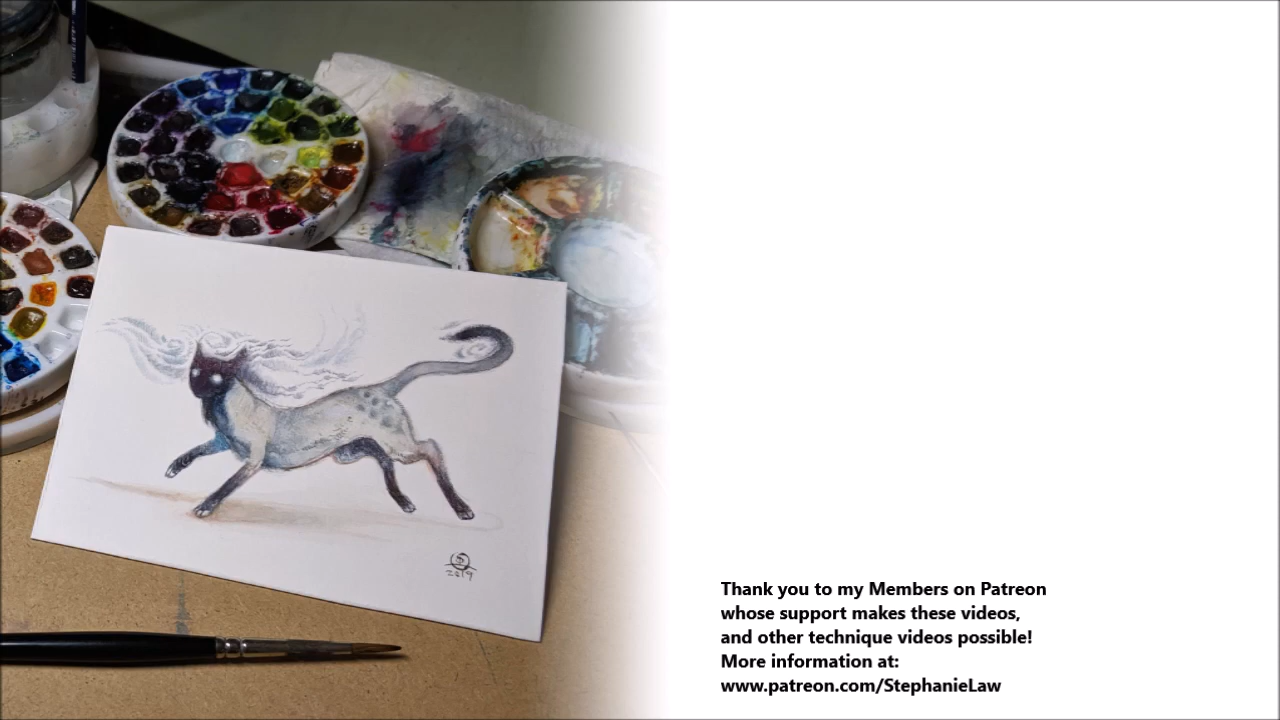 2019
Thank you to my Members on Patreon
whose support makes these videos,
and other technique videos possible!
More information at:
www.patreon.com/StephanieLaw